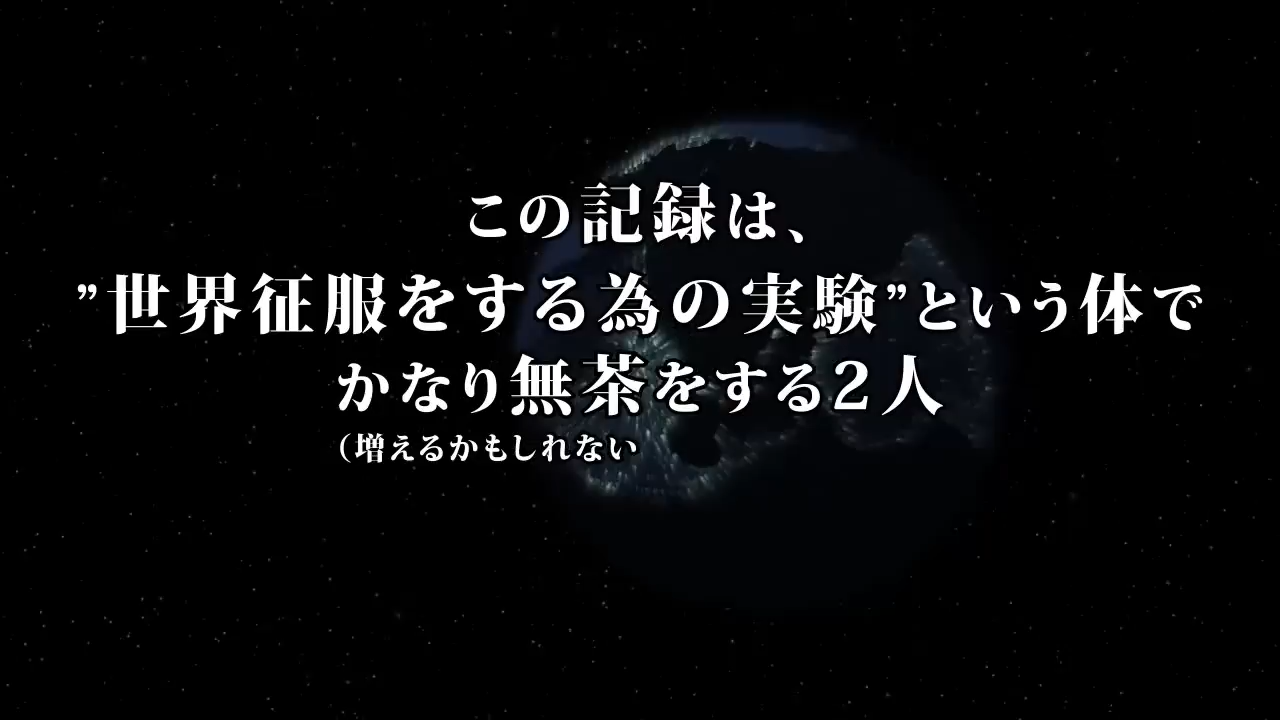 この記録は、
”世界征服をする為の実験”という体で
かなり無茶をする2人
（増えるかもしれない